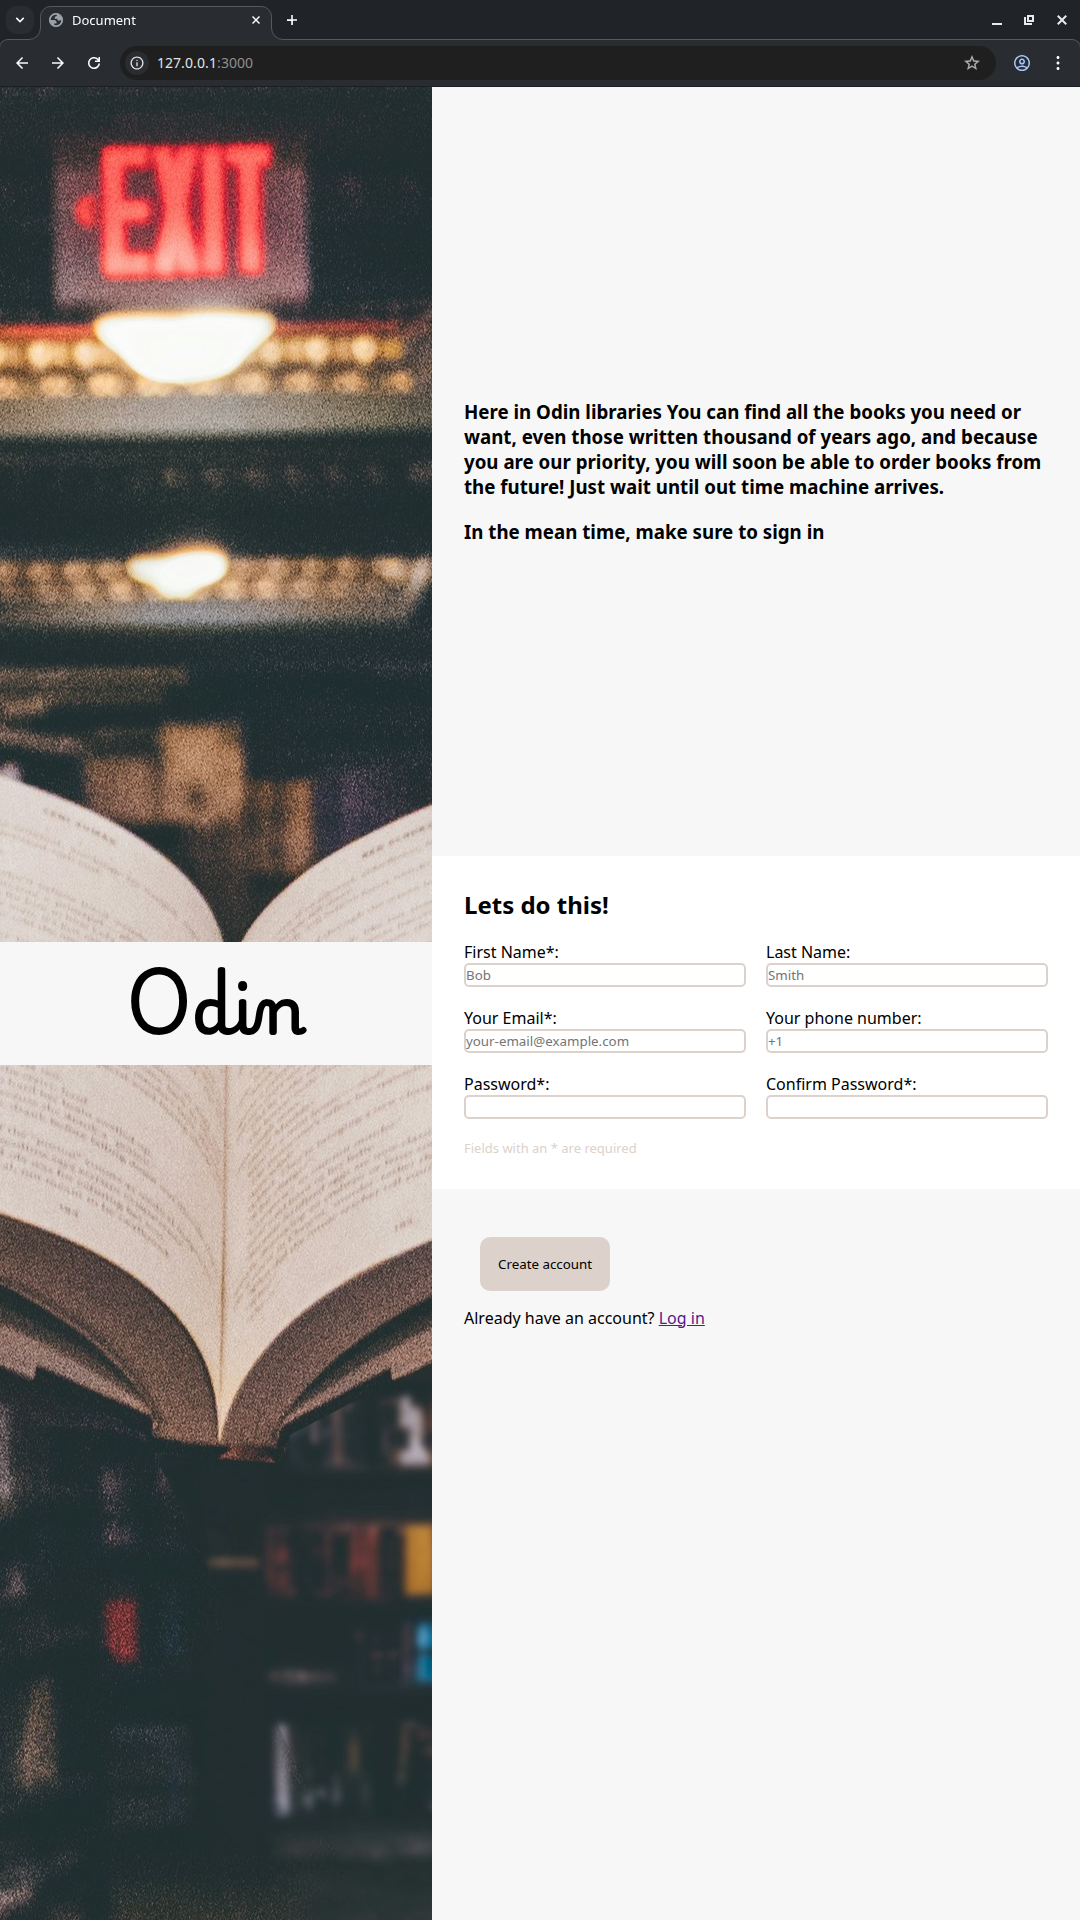 Document
127.0.0.1:3000
EXIT
Odin
Here in Odin libraries You can find all the books you need or
want, even those written thousand of years ago, and because
you are our priority, you will soon be able to order books from
the future! Just wait until out time machine arrives.
In the mean time, make sure to sign in
Lets do this!
First Name*:
Last Name:
Bob
Smith
Your Email*:
Your phone number:
your-email@example.com
+1
Password*:
Confirm Password*:
Fields with an * are required
Create account
Already have an account? Log in